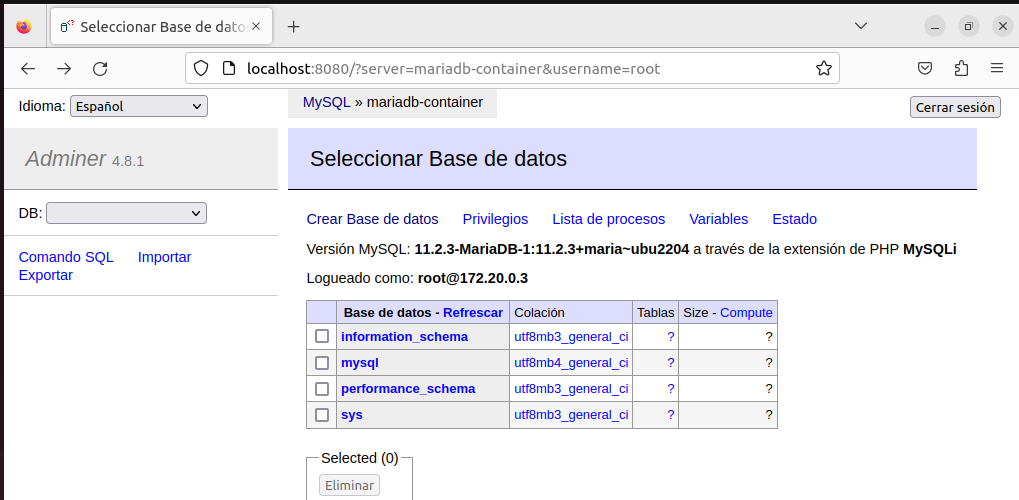 Seleccionar Base de dato
localhost:8080/?server=mariadb-container&username=root
Idioma: Español
MySQL » mariadb-container
Cerrar sesión
Adminer 4.8.1
Seleccionar Base de datos
DB:
Crear Base de datos Privilegios Lista de procesos Variables Estado
Comando SQL Importar
Exportar
Versión MySQL: 11.2.3-MariaDB-1:11.2.3+maria~ubu2204 a través de la extensión de PHP MySQLi
Logueado como: root@172.20.0.3
Base de datos - Refrescar Colación Tablas Size - Compute
information_schema utf8mb3_general_ci ? ?
mysql utf8mb4_general_ci ? ?
performance_schema utf8mb3_general_ci ? ?
sys utf8mb3_general_ci ? ?
Selected (0)
Eliminar